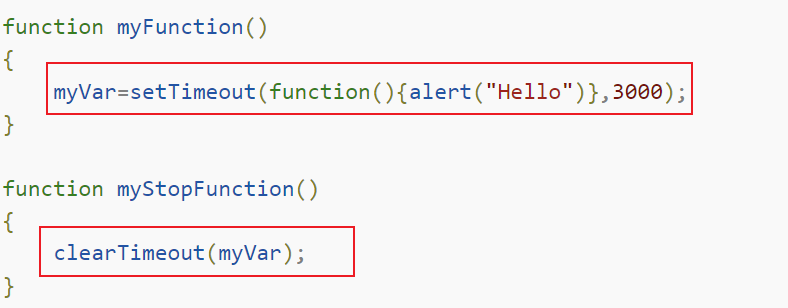 function myFunction()
{
myVar=setTimeout(function(){alert("Hello")},3000);
}
function myStopFunction()
{
clearTimeout(myVar);
}